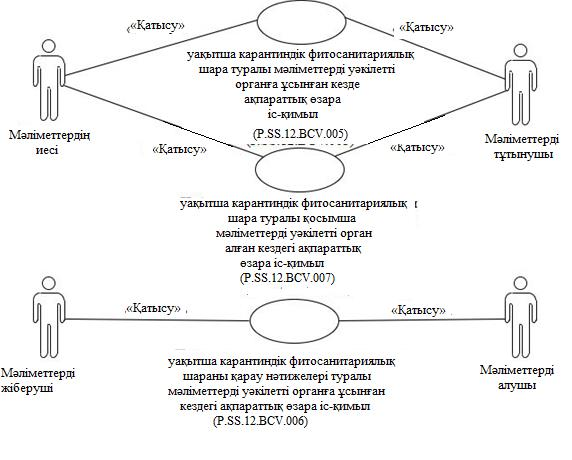 «Қатысу»
«Қатысу»
уақытша карантиндік фитосанитариялық
шара туралы мәліметтерді уәкілетті
органға ұсынған кезде
ақпараттық өзара
іс-қимыл
(P.SS.12.BCV.005)
Мәліметтердің
иесі
Мәліметтерді
тұтынушы
«Қатысу»
«Қатысу»
уақытша карантиндік фитосанитариялық
шара туралы қосымша
мәліметтерді уәкілетті орган
алған кездегі ақпараттық
өзара іс-қимыл
(P.SS.12.BCV.007)
«Қатысу»
«Қатысу»
Мәліметтерді
жіберуші
Мәліметтерді
алушы
уақытша карантиндік фитосанитариялық
шараны қарау нәтижелері туралы
мәліметтерді уәкілетті органға ұсынған
кездегі ақпараттық өзара іс-қимыл
(P.SS.12.BCV.006)